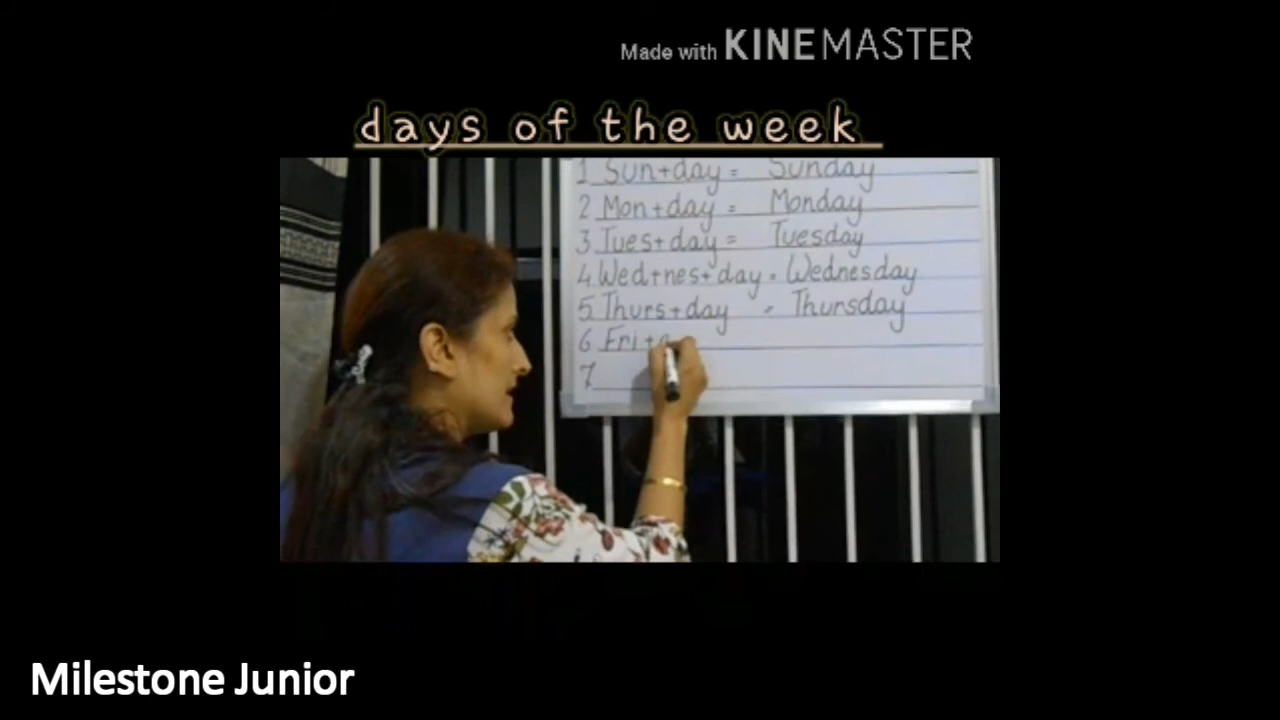 Made with KINEMASTER
days of the week
1 Sun+day = Sunday
2 Mon+day = Monday
3 Tues+day = Tuesday
4 Wed+nes+day = Wednesday
5 Thurs+day = Thursday
6 Fri+
7
Milestone Junior